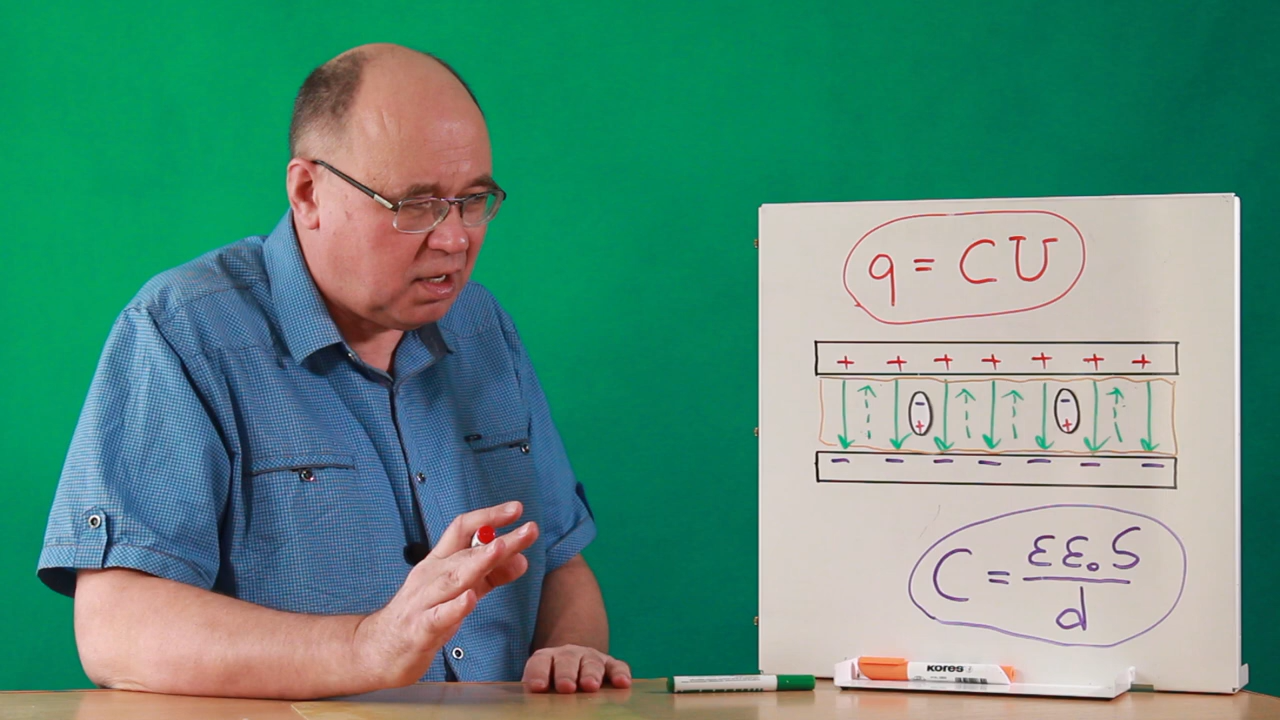 q = CU
+ + + + + + +
- -
+ +
- - - - - - -
C = εε₀S
d
kores